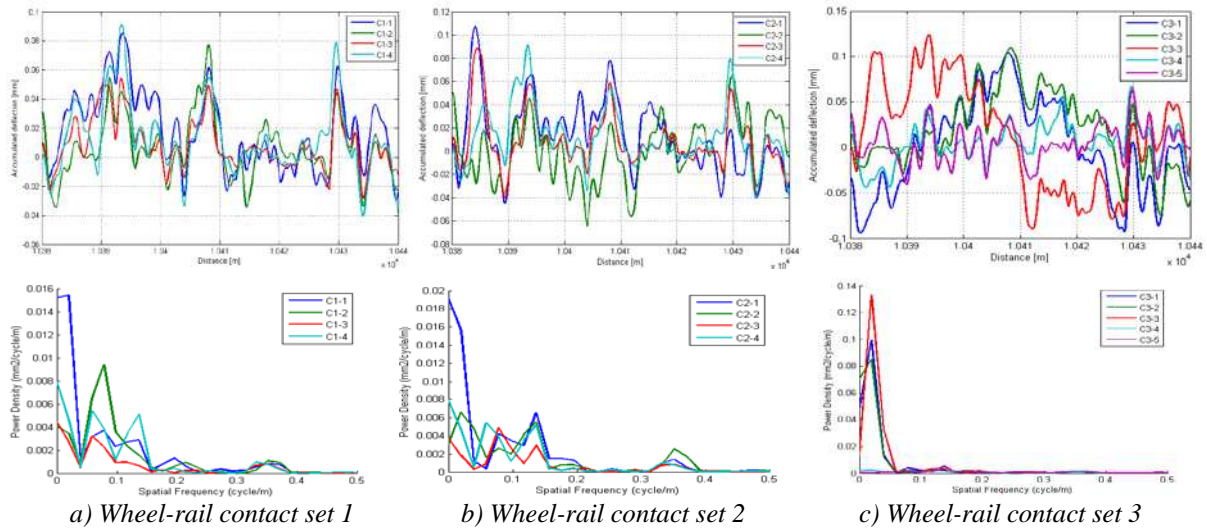 0.1
0.08
0.06
0.04
0.02
0
-0.02
0.04
-0.06
Accumulated deflection [mm]
C1-1
C1-2
C1-3
C1-4
1.038 1.039 1.04 1.041 1.042 1.043 1.044
Distance [m]
× 10⁴
0.12
0.1
0.08
0.06
0.04
0.02
0
-0.02
-0.04
-0.06
-0.08
Accumulated deflection [mm]
C2-1
C2-2
C2-3
C2-4
1.038 1.039 1.04 1.041 1.042 1.043 1.044
Distance [m]
× 10⁴
0.15
0.1
0.05
0
-0.05
-0.1
Accumulated deflection [mm]
C3-1
C3-2
C3-3
C3-4
C3-5
1.038 1.039 1.04 1.041 1.042 1.043 1.044
Distance [m]
× 10⁴
0.016
0.014
0.012
0.01
0.008
0.006
0.004
0.002
0
Power Density (mm2/cycle/m)
C1-1
C1-2
C1-3
C1-4
0 0.1 0.2 0.3 0.4 0.5
Spatial Frequency (cycle/m)
0.02
0.018
0.016
0.014
0.012
0.01
0.008
0.006
0.004
0.002
0
Power Density (mm2/cycle/m)
C2-1
C2-2
C2-3
C2-4
0 0.1 0.2 0.3 0.4 0.5
Spatial Frequency (cycle/m)
0.14
0.12
0.1
0.08
0.06
0.04
0.02
0
Power Density (mm2/cycle/m)
C3-1
C3-2
C3-3
C3-4
C3-5
0 0.1 0.2 0.3 0.4 0.5
Spatial Frequency (cycle/m)
a) Wheel-rail contact set 1
b) Wheel-rail contact set 2
c) Wheel-rail contact set 3